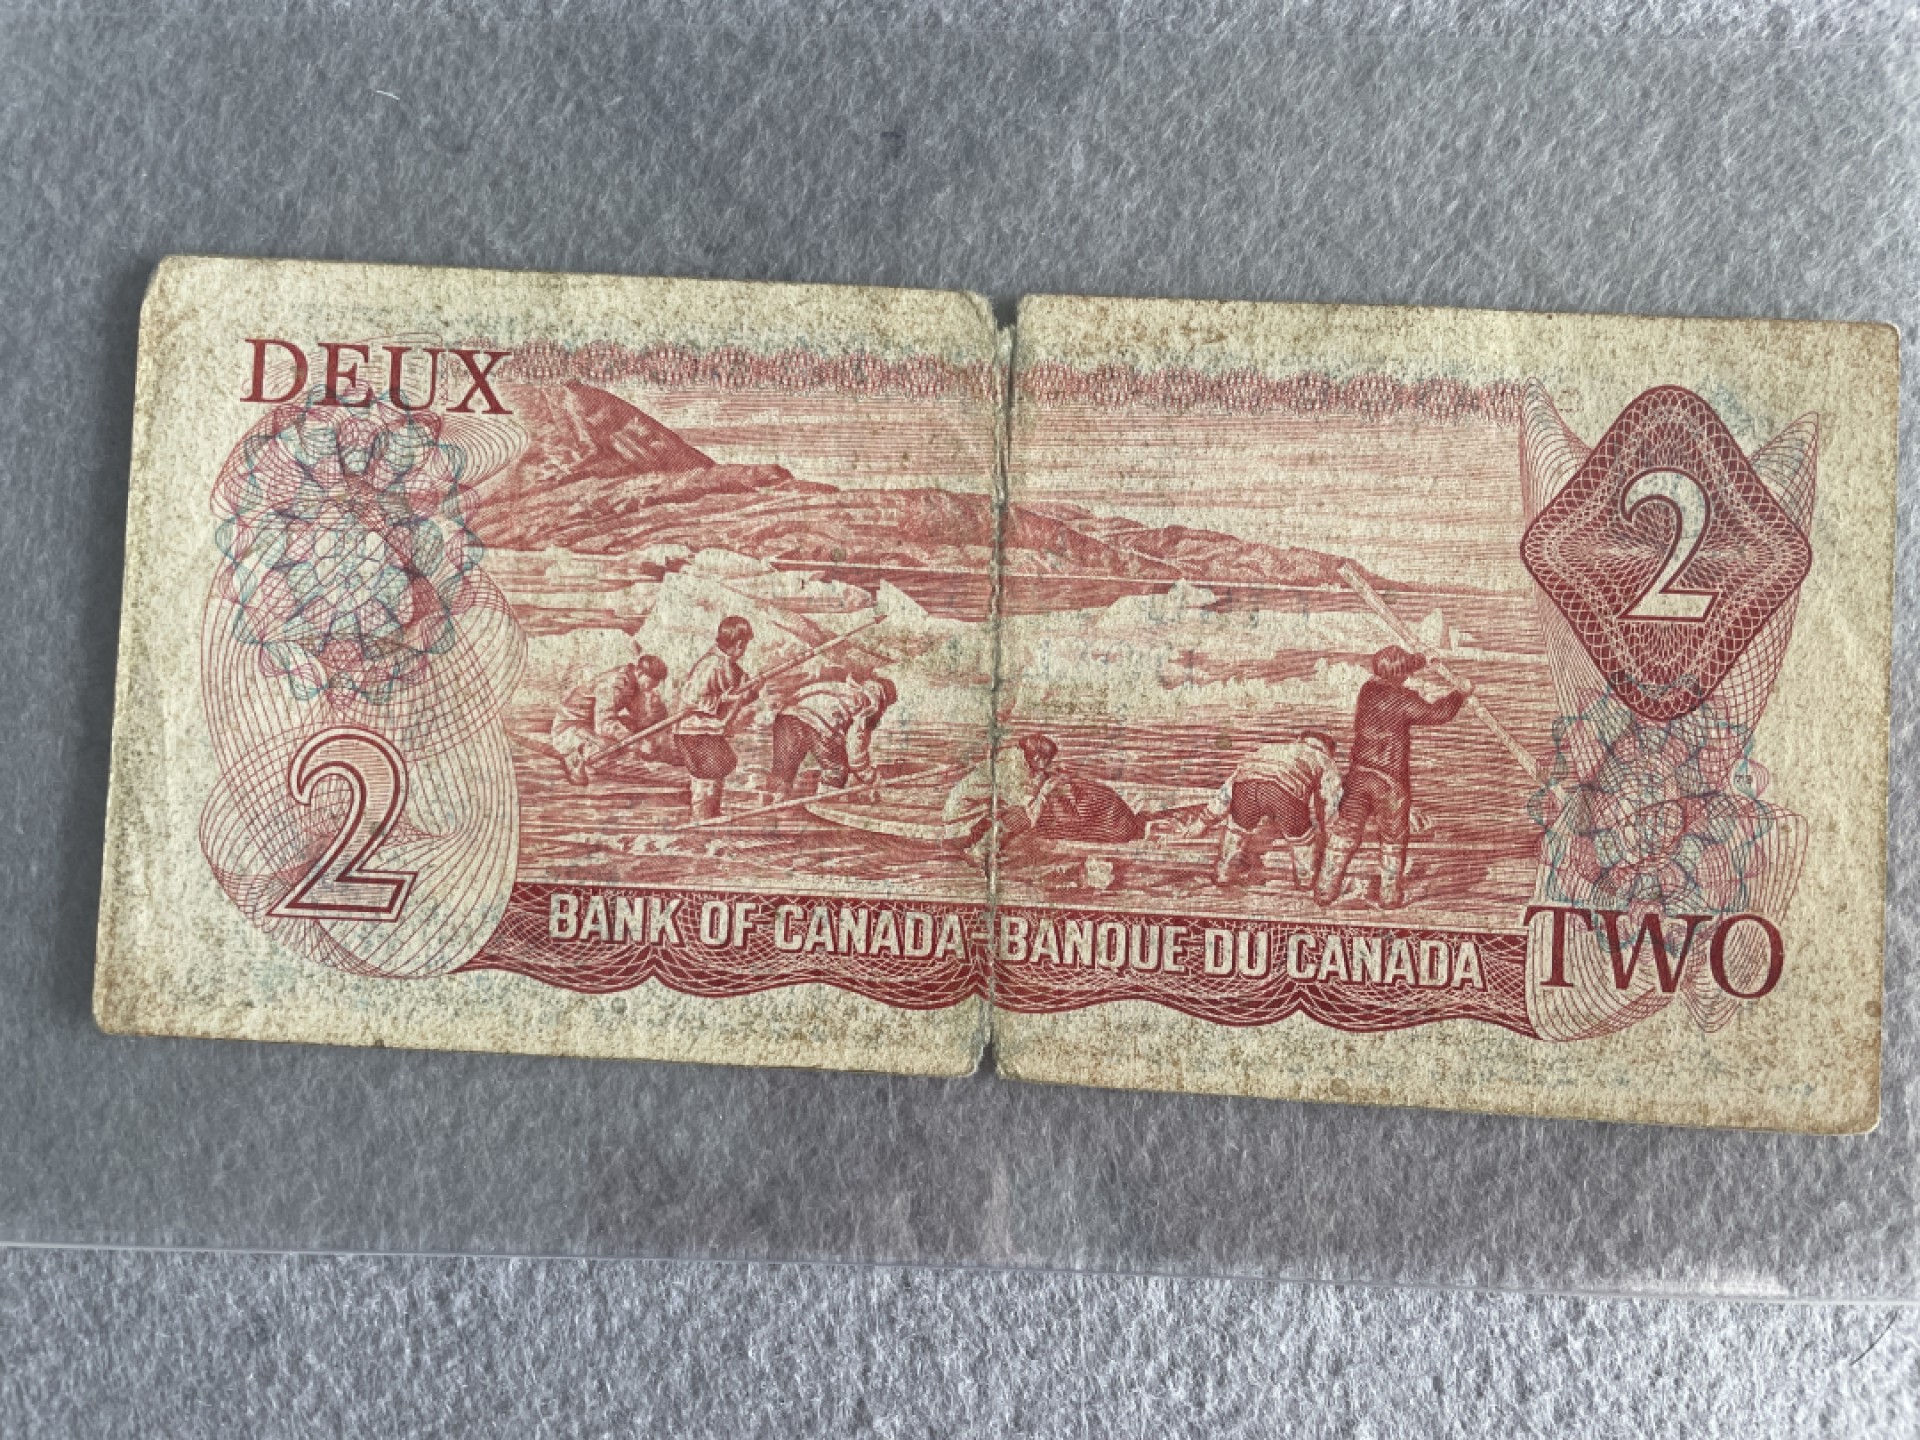 DEUX
2
2
BANK OF CANADA-BANQUE DU CANADA
TWO